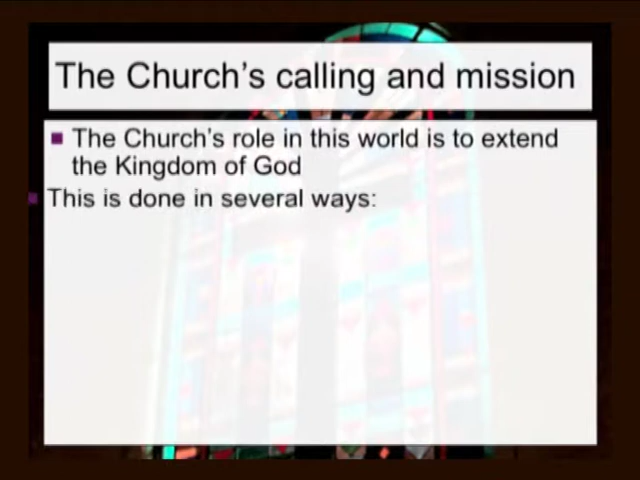 The Church's calling and mission
The Church's role in this world is to extend
the Kingdom of God
This is done in several ways: